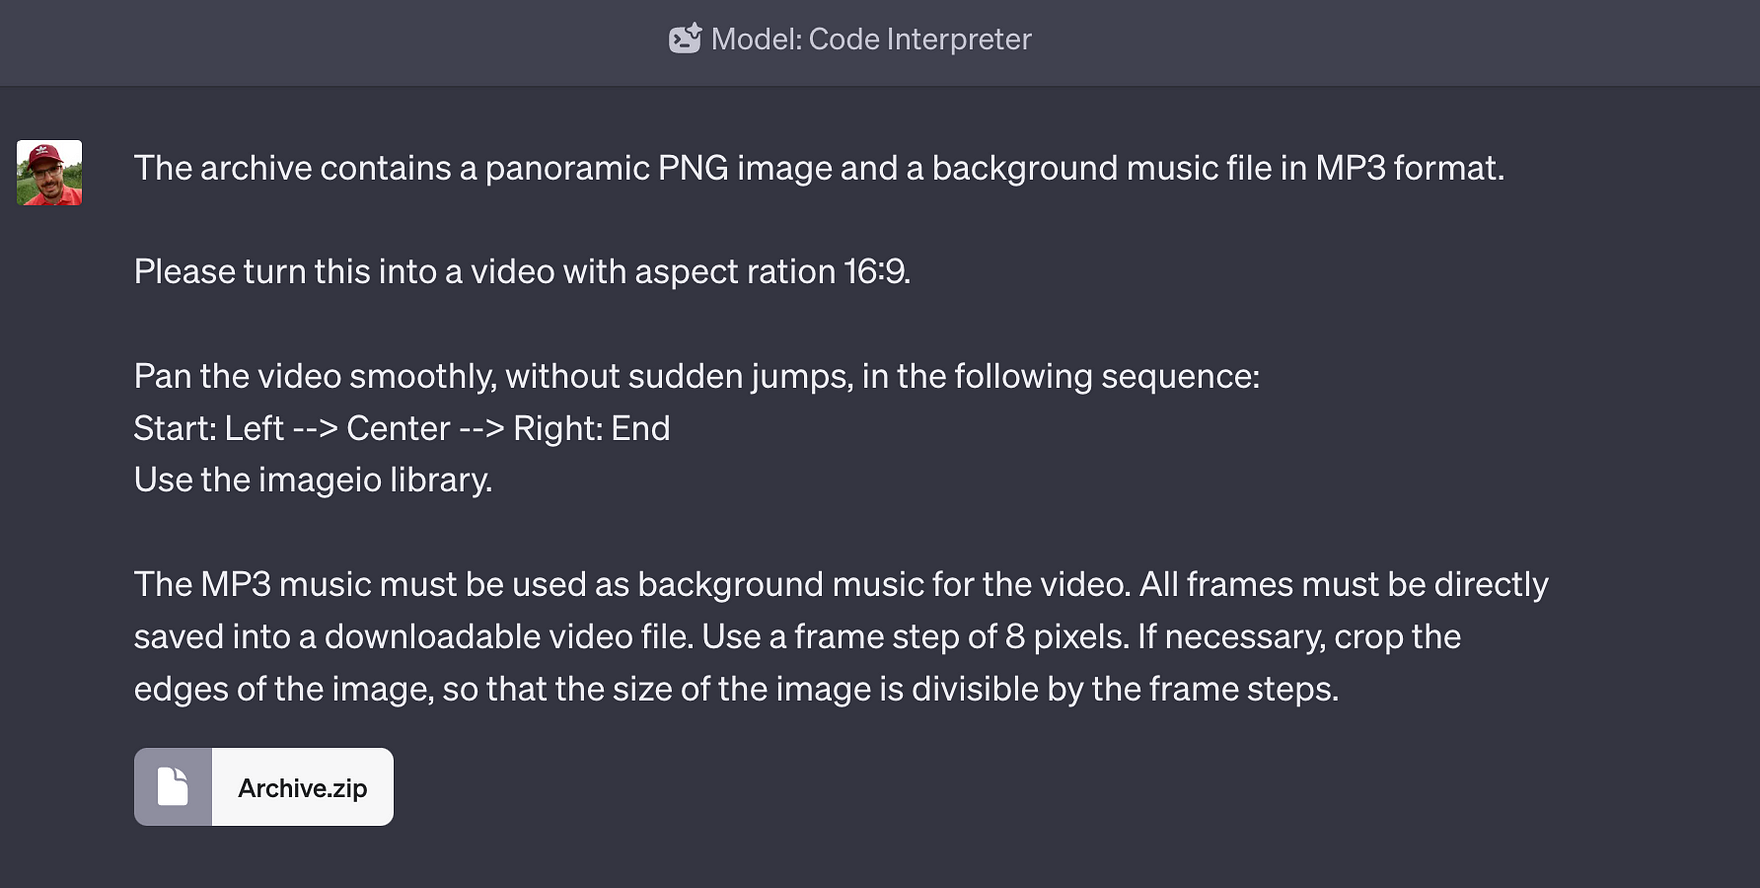 Model: Code Interpreter
The archive contains a panoramic PNG image and a background music file in MP3 format.
Please turn this into a video with aspect ration 16:9.
Pan the video smoothly, without sudden jumps, in the following sequence:
Start: Left --> Center --> Right: End
Use the imageio library.
The MP3 music must be used as background music for the video. All frames must be directly
saved into a downloadable video file. Use a frame step of 8 pixels. If necessary, crop the
edges of the image, so that the size of the image is divisible by the frame steps.
Archive.zip